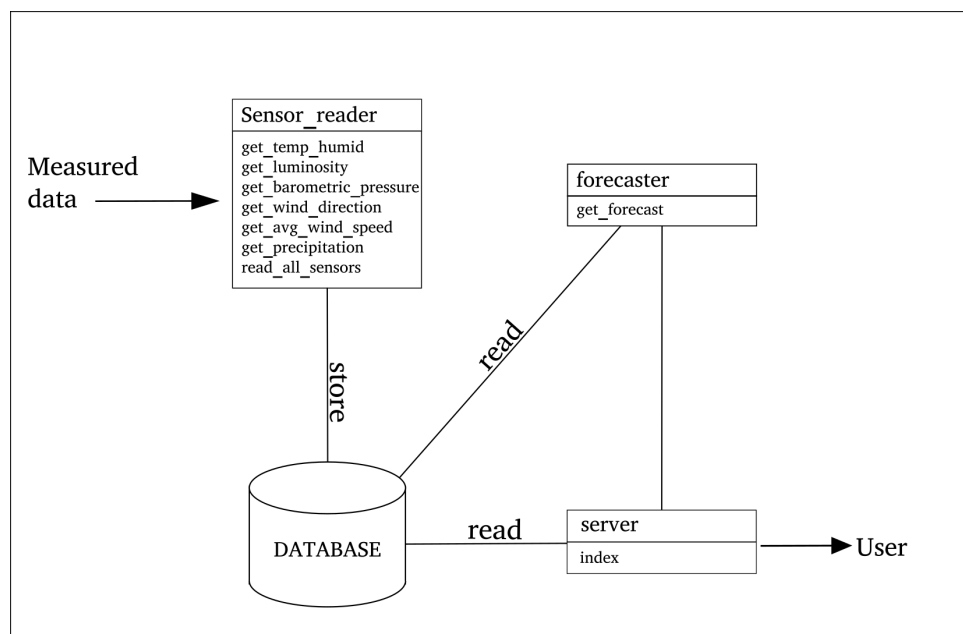 Sensor_reader
get_temp_humid
get_luminosity
get_barometric_pressure
get_wind_direction
get_avg_wind_speed
get_precipitation
read_all_sensors
Measured
data
forecaster
get_forecast
read
store
DATABASE
read
server
index
User